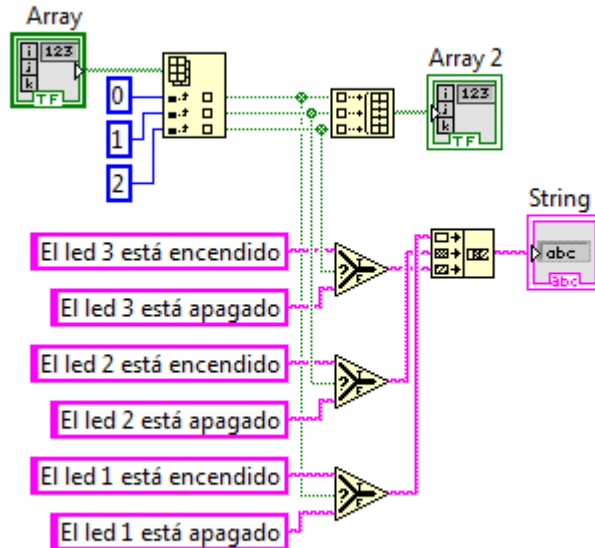 Array
123
TF
0
1
2
Array 2
123
TF
El led 3 está encendido
El led 3 está apagado
El led 2 está encendido
El led 2 está apagado
El led 1 está encendido
El led 1 está apagado
String
abc
abc